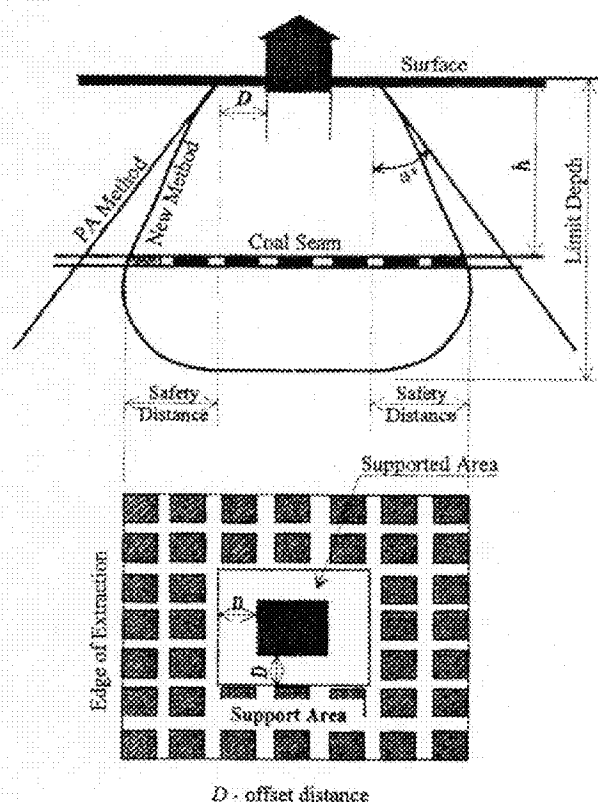 Surface
D
h
PA Method
New Method
Limit Depth
Coal Seam
Safety
Distance
Safety
Distance
Supported Area
Edge of Extraction
D
D
Support Area
D - offset distance